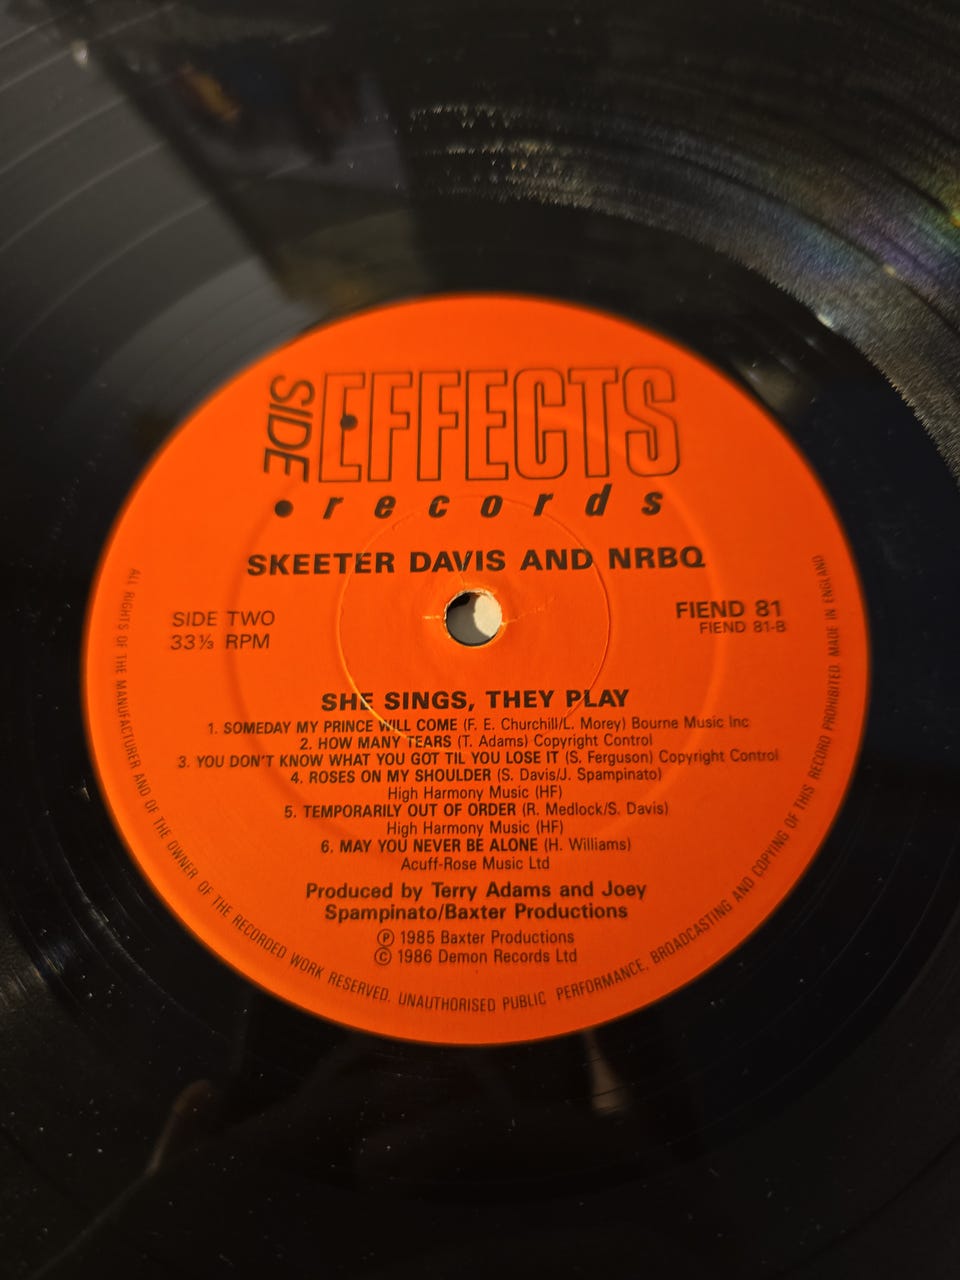 SIDE EFFECTS
records
SKEETER DAVIS AND NRBQ
SIDE TWO
33⅓ RPM
FIEND 81
FIEND 81-B
SHE SINGS, THEY PLAY
1. SOMEDAY MY PRINCE WILL COME (F. E. Churchill/L. Morey) Bourne Music Inc
2. HOW MANY TEARS (T. Adams) Copyright Control
3. YOU DON'T KNOW WHAT YOU GOT TIL YOU LOSE IT (S. Ferguson) Copyright Control
4. ROSES ON MY SHOULDER (S. Davis/J. Spampinato)
High Harmony Music (HF)
5. TEMPORARILY OUT OF ORDER (R. Medlock/S. Davis)
High Harmony Music (HF)
6. MAY YOU NEVER BE ALONE (H. Williams)
Acuff-Rose Music Ltd
Produced by Terry Adams and Joey
Spampinato/Baxter Productions
Ⓟ 1985 Baxter Productions
© 1986 Demon Records Ltd
ALL RIGHTS OF THE MANUFACTURER AND OF THE OWNER OF THE RECORDED WORK RESERVED. UNAUTHORISED PUBLIC PERFORMANCE, BROADCASTING AND COPYING OF THIS RECORD PROHIBITED. MADE IN ENGLAND